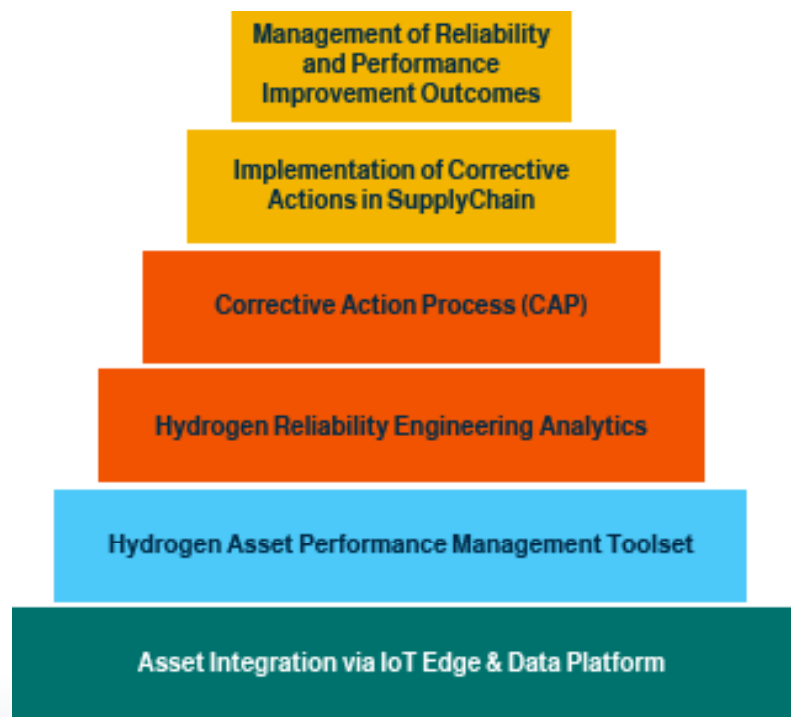 Management of Reliability
and Performance
Improvement Outcomes
Implementation of Corrective
Actions in SupplyChain
Corrective Action Process (CAP)
Hydrogen Reliability Engineering Analytics
Hydrogen Asset Performance Management Toolset
Asset Integration via IoT Edge & Data Platform